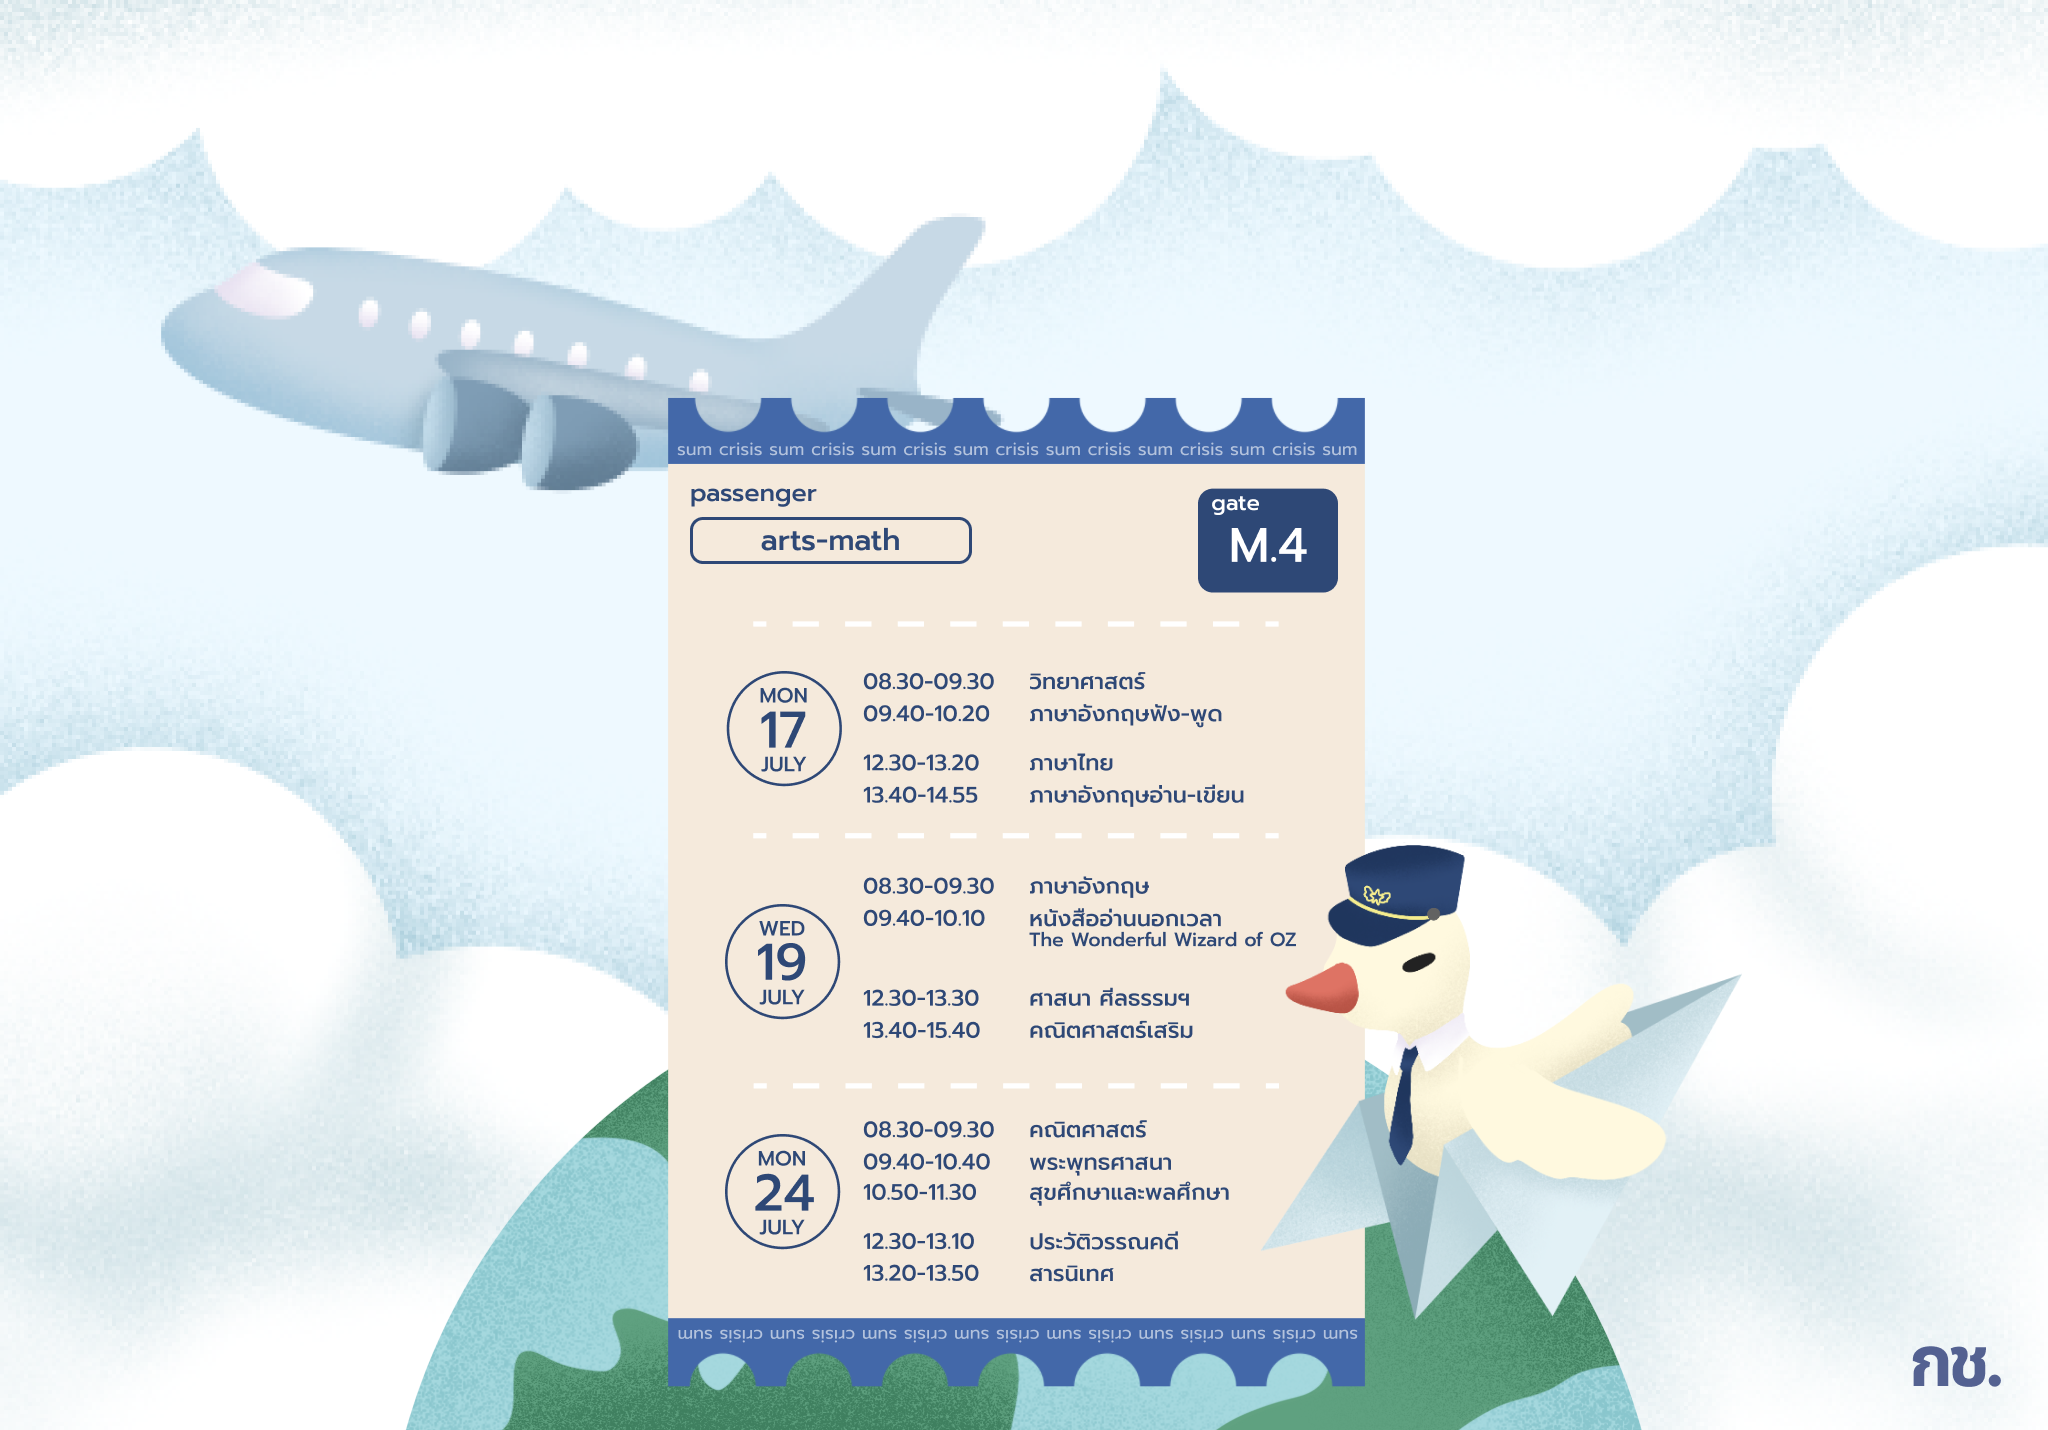 sum crisis sum crisis sum crisis sum crisis sum crisis sum crisis sum crisis sum
passenger
arts-math
gate
M.4
MON
17
JULY
08.30-09.30 วิทยาศาสตร์
09.40-10.20 ภาษาอังกฤษฟัง-พูด
12.30-13.20 ภาษาไทย
13.40-14.55 ภาษาอังกฤษอ่าน-เขียน
WED
19
JULY
08.30-09.30 ภาษาอังกฤษ
09.40-10.10 หนังสืออ่านนอกเวลา
The Wonderful Wizard of OZ
12.30-13.30 ศาสนา ศีลธรรมฯ
13.40-15.40 คณิตศาสตร์เสริม
MON
24
JULY
08.30-09.30 คณิตศาสตร์
09.40-10.40 พระพุทธศาสนา
10.50-11.30 สุขศึกษาและพลศึกษา
12.30-13.10 ประวัติวรรณคดี
13.20-13.50 สารนิเทศ
sum crisis sum crisis sum crisis sum crisis sum crisis sum crisis sum crisis sum
กช.